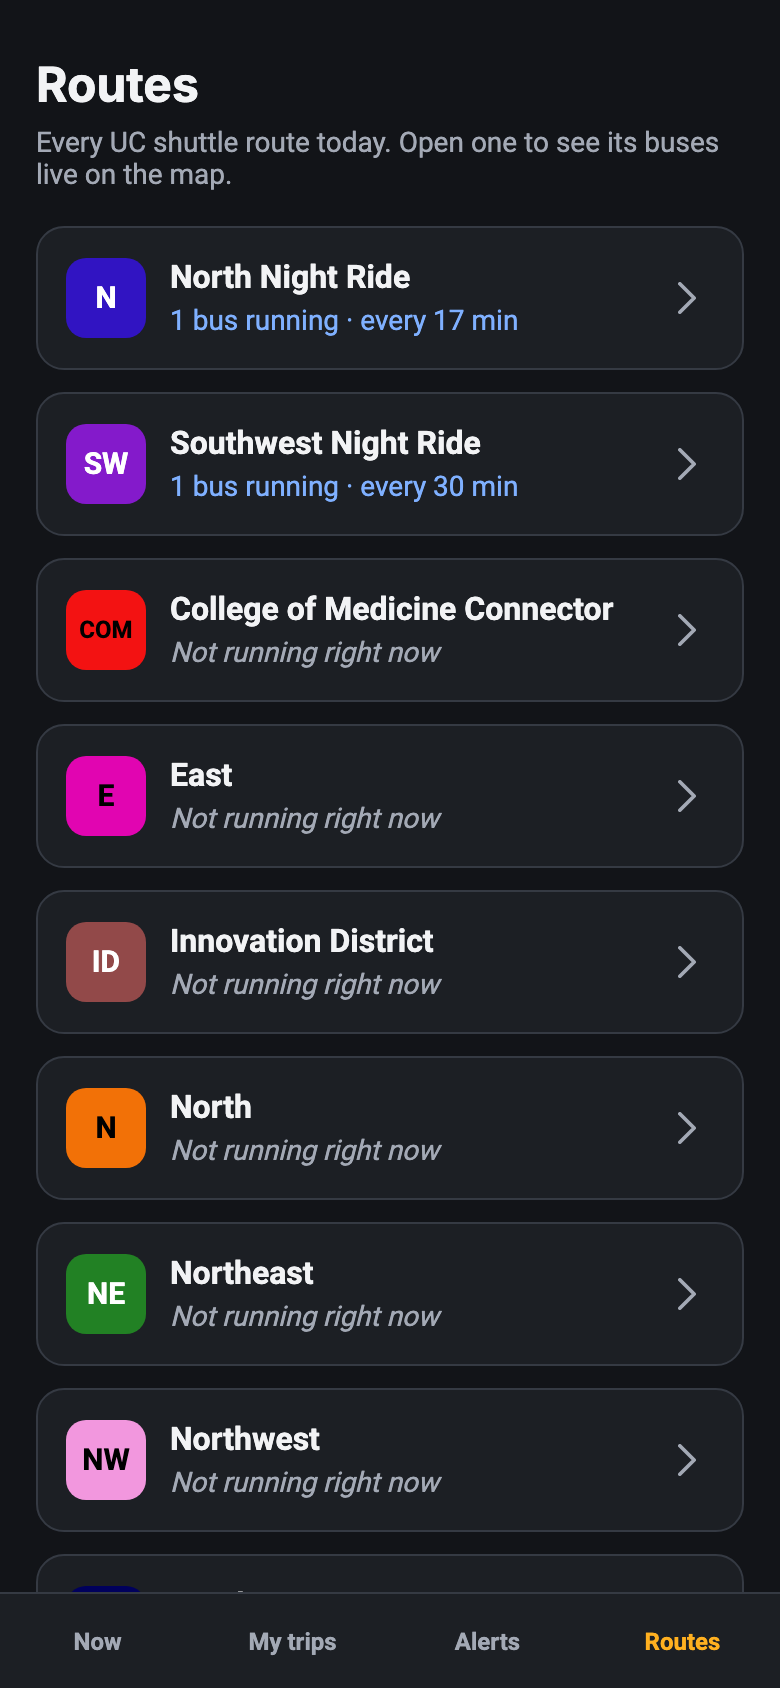 Routes
Every UC shuttle route today. Open one to see its buses
live on the map.
N
North Night Ride
1 bus running · every 17 min
SW
Southwest Night Ride
1 bus running · every 30 min
COM
College of Medicine Connector
Not running right now
E
East
Not running right now
ID
Innovation District
Not running right now
N
North
Not running right now
NE
Northeast
Not running right now
NW
Northwest
Not running right now
Now
My trips
Alerts
Routes